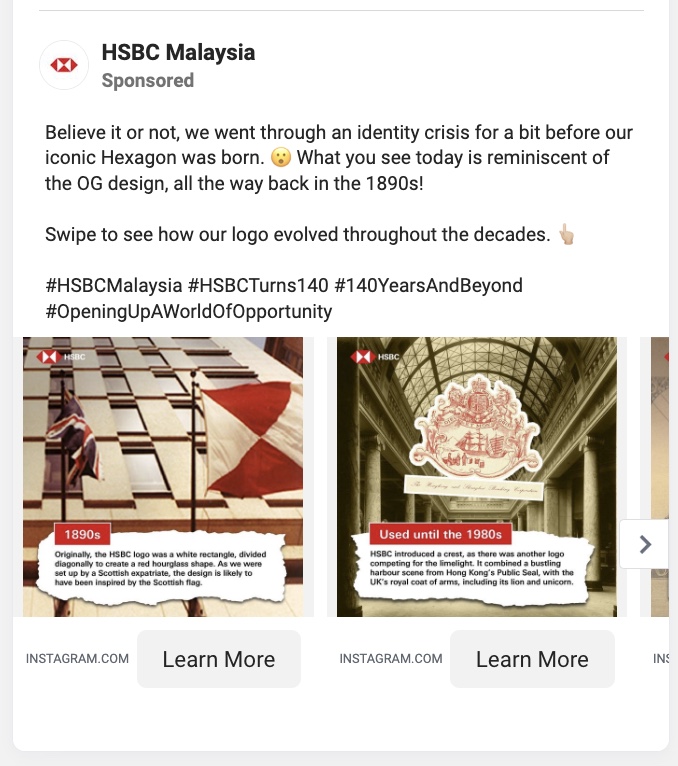 HSBC Malaysia
Sponsored
Believe it or not, we went through an identity crisis for a bit before our
iconic Hexagon was born. 😮 What you see today is reminiscent of
the OG design, all the way back in the 1890s!
Swipe to see how our logo evolved throughout the decades. 👆🏼
#HSBCMalaysia #HSBCTurns140 #140YearsAndBeyond
#OpeningUpAWorldOfOpportunity
HSBC
1890s
Originally, the HSBC logo was a white rectangle, divided
diagonally to create a red hourglass shape. As we were
set up by a Scottish expatriate, the design is likely to
have been inspired by the Scottish flag.
INSTAGRAM.COM
Learn More
HSBC
The Hongkong and Shanghai Banking Corporation
Used until the 1980s
HSBC introduced a crest, as there was another logo
competing for the limelight. It combined a bustling
harbour scene from Hong Kong's Public Seal, with the
UK's royal coat of arms, including its lion and unicorn.
INSTAGRAM.COM
Learn More
INS